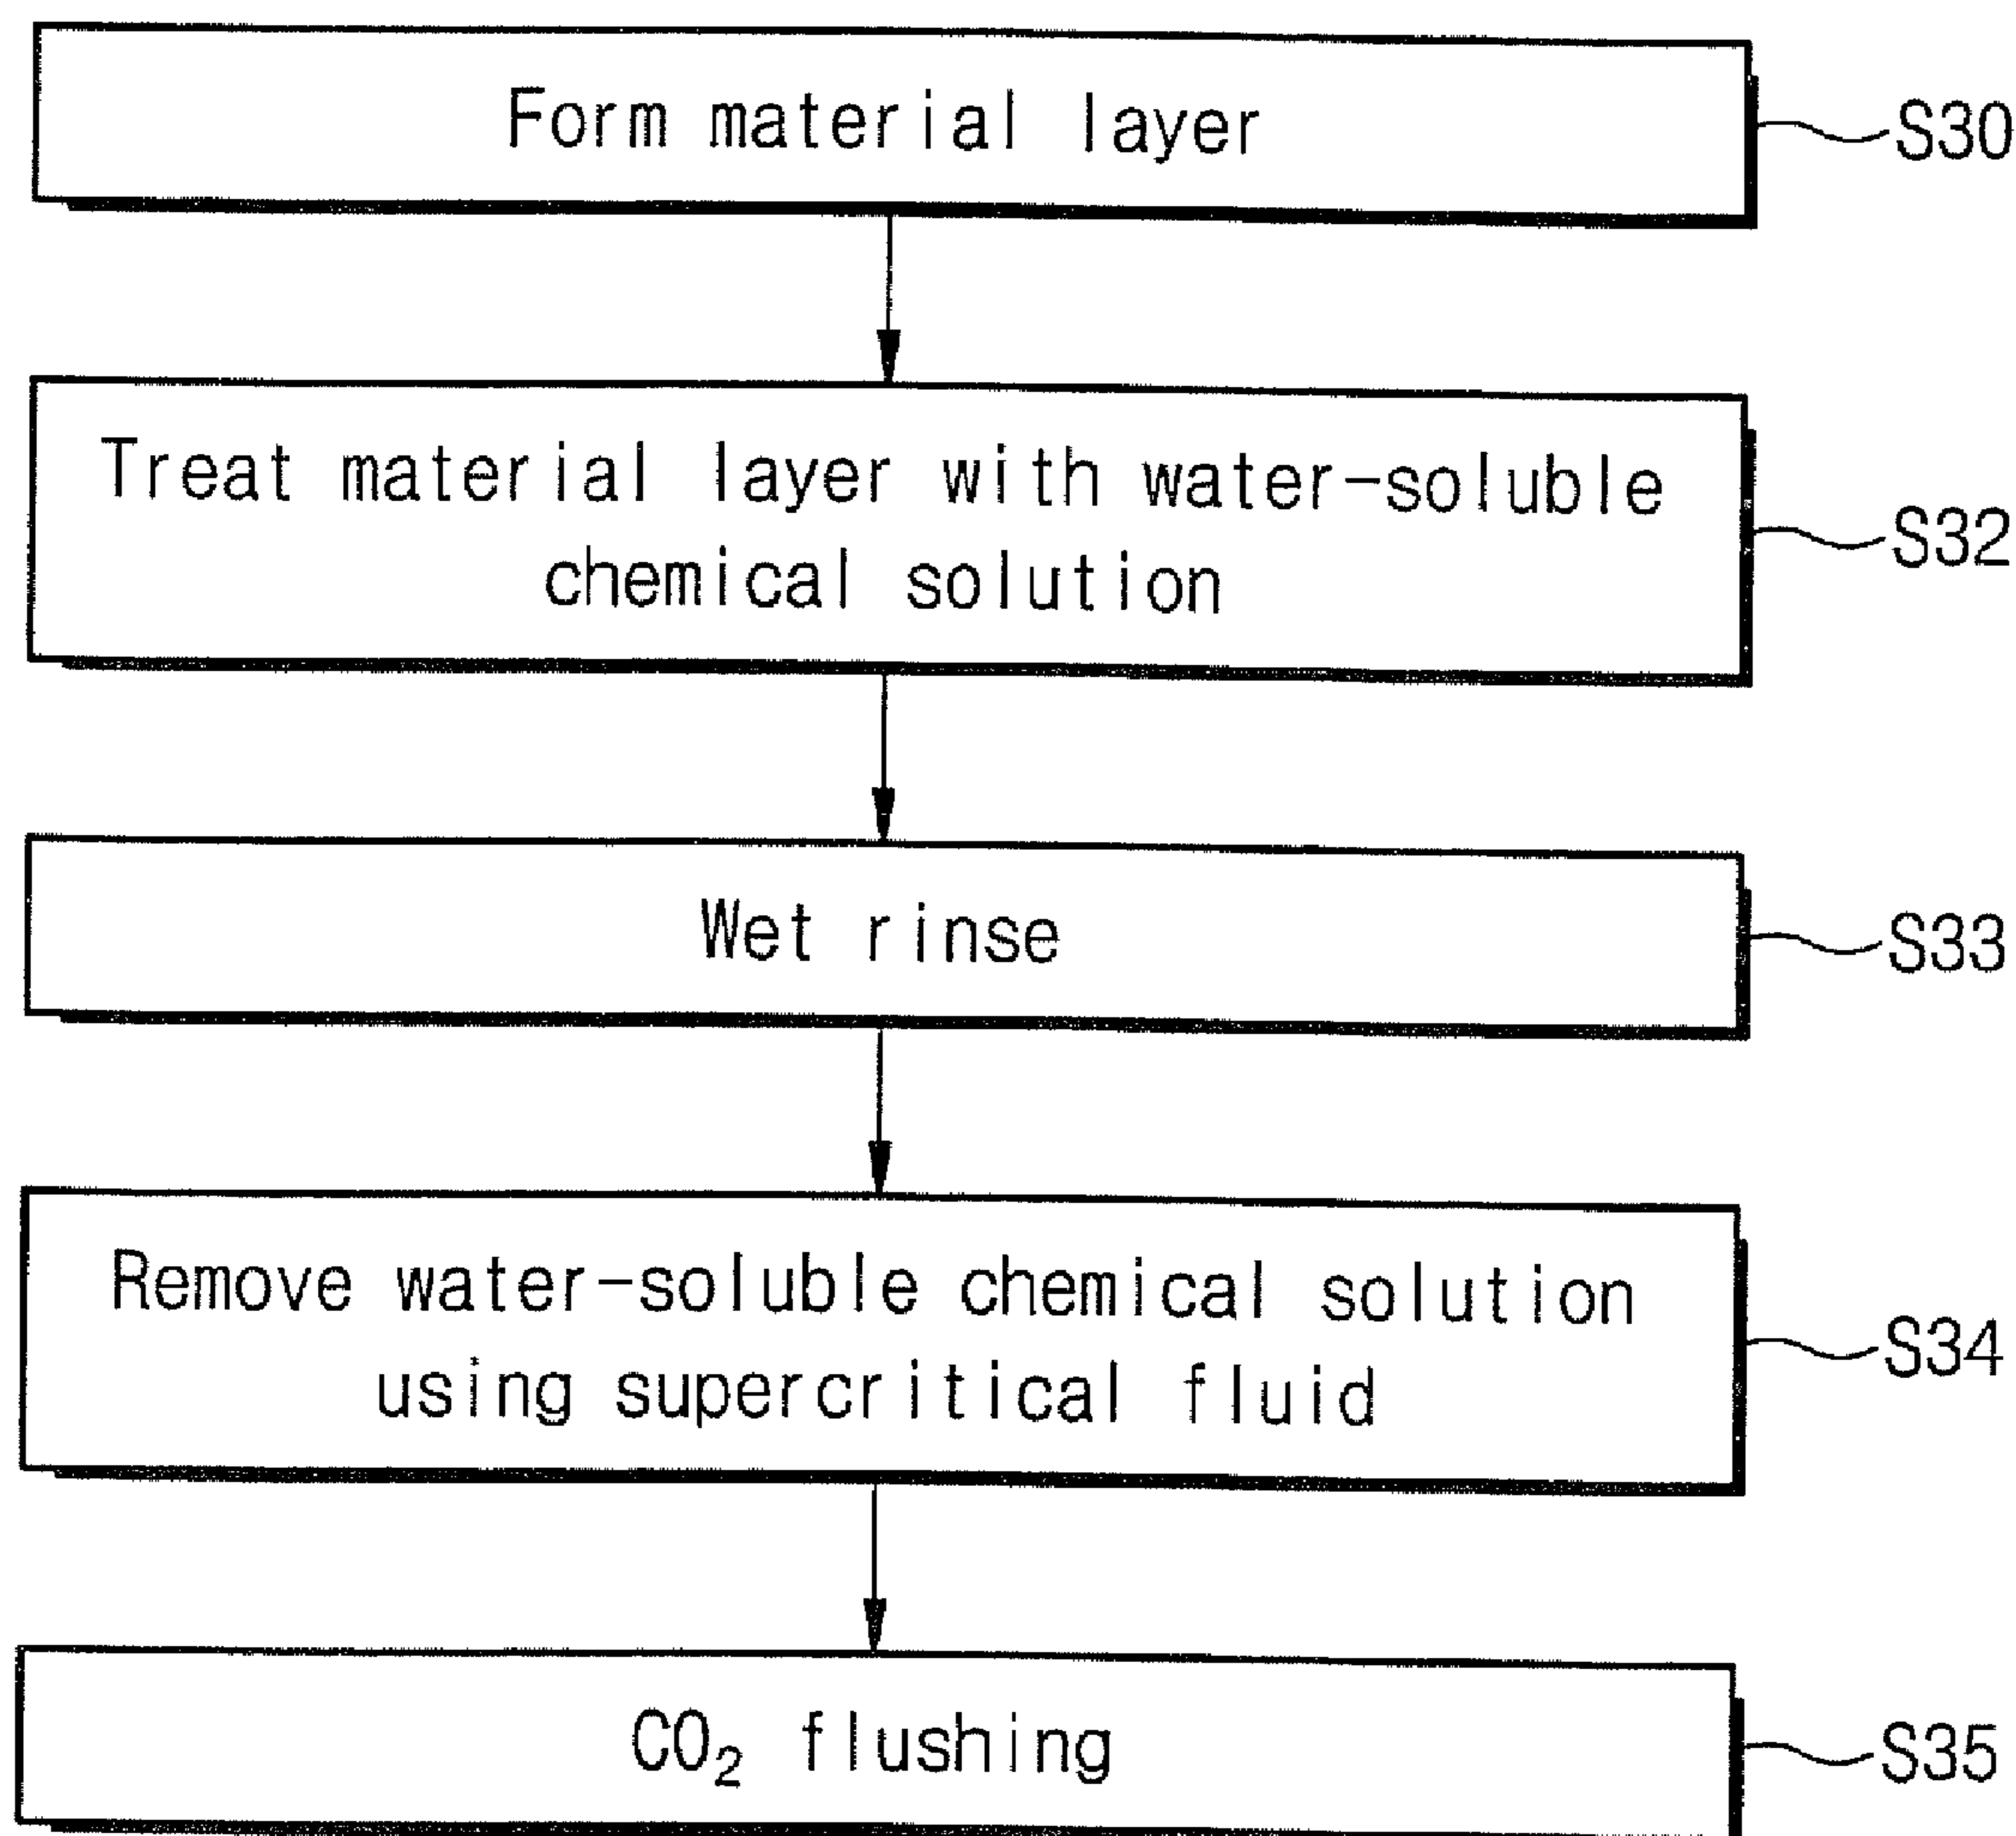 Form material layer
S30
Treat material layer with water-soluble
chemical solution
S32
Wet rinse
S33
Remove water-soluble chemical solution
using supercritical fluid
S34
CO₂ flushing
S35